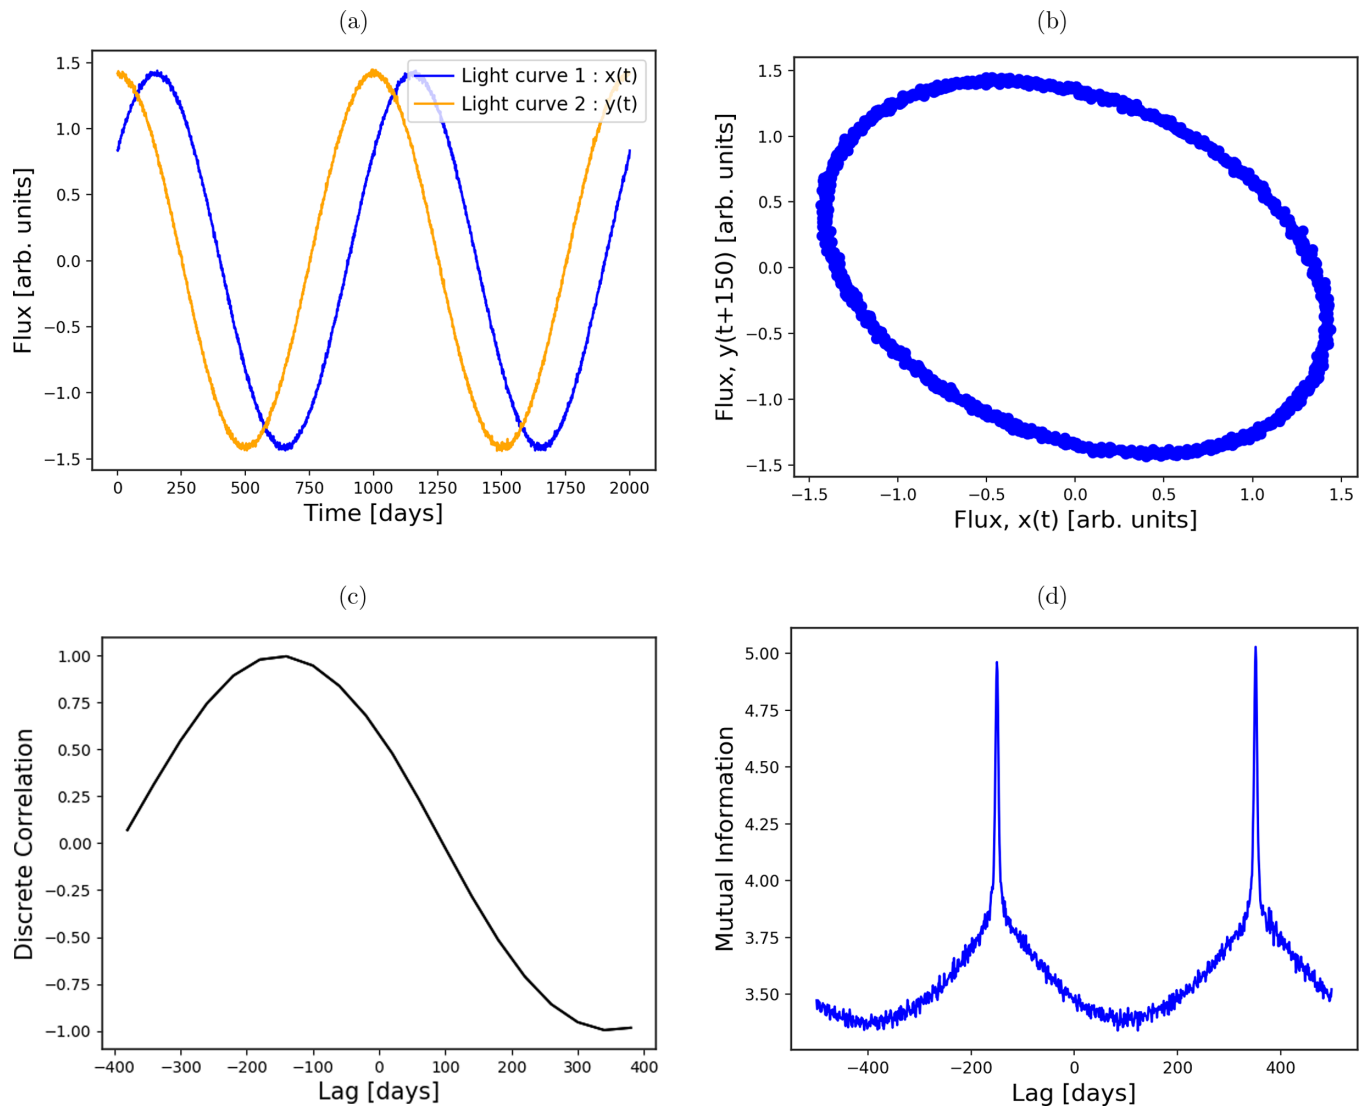 (a)
1.5
1.0
0.5
0.0
−0.5
−1.0
−1.5
Flux [arb. units]
Light curve 1 : x(t)
Light curve 2 : y(t)
0 250 500 750 1000 1250 1500 1750 2000
Time [days]
(b)
1.5
1.0
0.5
0.0
−0.5
−1.0
−1.5
Flux, y(t+150) [arb. units]
−1.5 −1.0 −0.5 0.0 0.5 1.0 1.5
Flux, x(t) [arb. units]
(c)
1.00
0.75
0.50
0.25
0.00
−0.25
−0.50
−0.75
−1.00
Discrete Correlation
−400 −300 −200 −100 0 100 200 300 400
Lag [days]
(d)
5.00
4.75
4.50
4.25
4.00
3.75
3.50
Mutual Information
−400 −200 0 200 400
Lag [days]